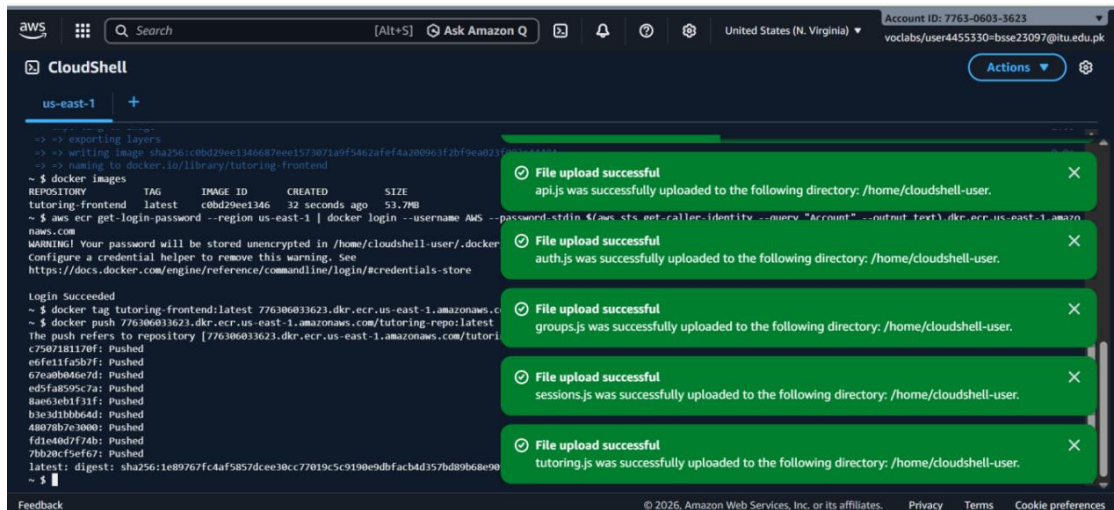 Account ID: 7763-0603-3623
aws
Search
[Alt+S]
Ask Amazon Q
United States (N. Virginia)
voclabs/user4455330=bsse23097@itu.edu.pk
CloudShell
Actions
us-east-1
+
=> => exporting layers
=> => writing image
=> => naming to docker.io/library/tutoring-frontend
~ $ docker images
REPOSITORY TAG IMAGE ID CREATED SIZE
tutoring-frontend latest c0bd29ee1346 32 seconds ago 53.7MB
~ $ aws ecr get-login-password --region us-east-1 | docker login --username AWS --password-stdin $(aws sts get-caller-identity --query "Account" --output text).dkr.ecr.us-east-1.amazo
naws.com
WARNING! Your password will be stored unencrypted in /home/cloudshell-user/.docker
Configure a credential helper to remove this warning. See
https://docs.docker.com/engine/reference/commandline/login/#credentials-store
Login Succeeded
~ $ docker tag tutoring-frontend:latest 776306033623.dkr.ecr.us-east-1.amazonaws.c
~ $ docker push 776306033623.dkr.ecr.us-east-1.amazonaws.com/tutoring-repo:latest
The push refers to repository [776306033623.dkr.ecr.us-east-1.amazonaws.com/tutori
c7507181170f: Pushed
e6fe11fa5b7f: Pushed
67ea0b046e7d: Pushed
ed5fa8595c7a: Pushed
8ae63eb1f31f: Pushed
b3e3d1bbb64d: Pushed
48078b7e3000: Pushed
fd1e40d7f74b: Pushed
7bb20cf5ef67: Pushed
latest: digest: sha256:1e89767fc4af5857dcee30cc77019c5c9190e9dbfacb4d357bd89b68e90
~ $
File upload successful
api.js was successfully uploaded to the following directory: /home/cloudshell-user.
File upload successful
auth.js was successfully uploaded to the following directory: /home/cloudshell-user.
File upload successful
groups.js was successfully uploaded to the following directory: /home/cloudshell-user.
File upload successful
sessions.js was successfully uploaded to the following directory: /home/cloudshell-user.
File upload successful
tutoring.js was successfully uploaded to the following directory: /home/cloudshell-user.
Feedback
© 2026, Amazon Web Services, Inc. or its affiliates.
Privacy
Terms
Cookie preferences